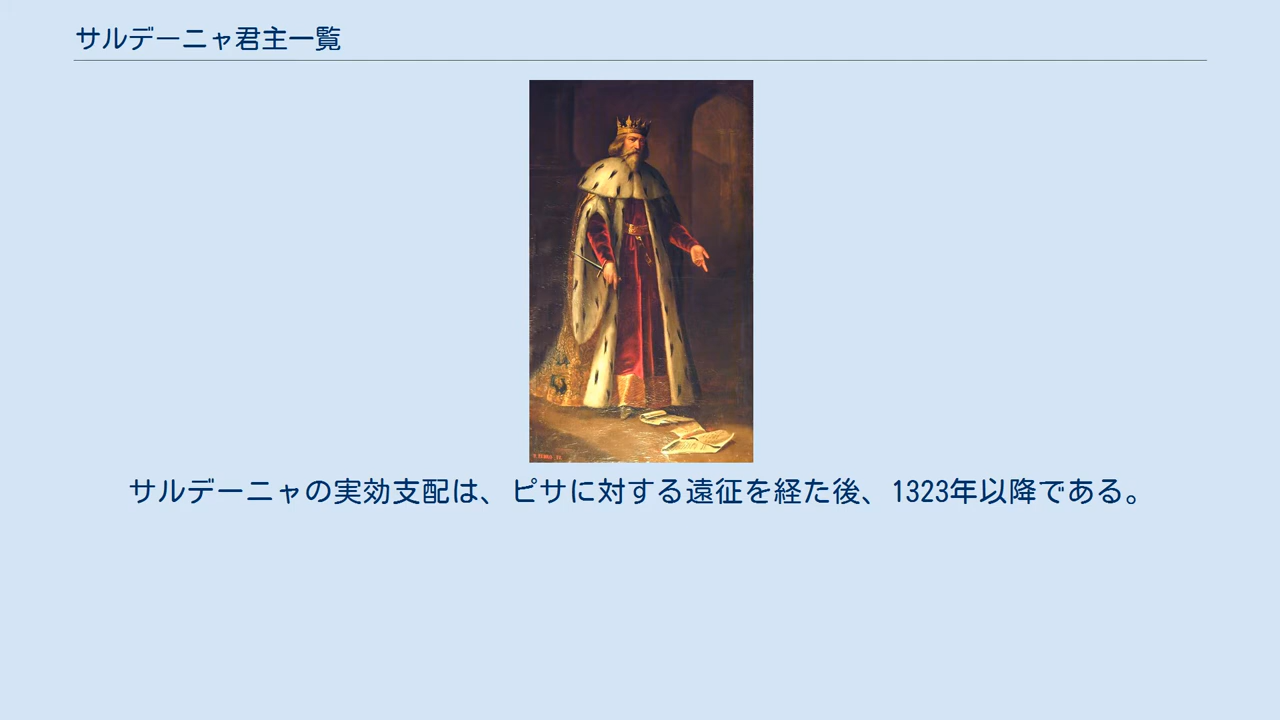 サルデーニャ君主一覧
サルデーニャの実効支配は、ピサに対する遠征を経た後、1323年以降である。